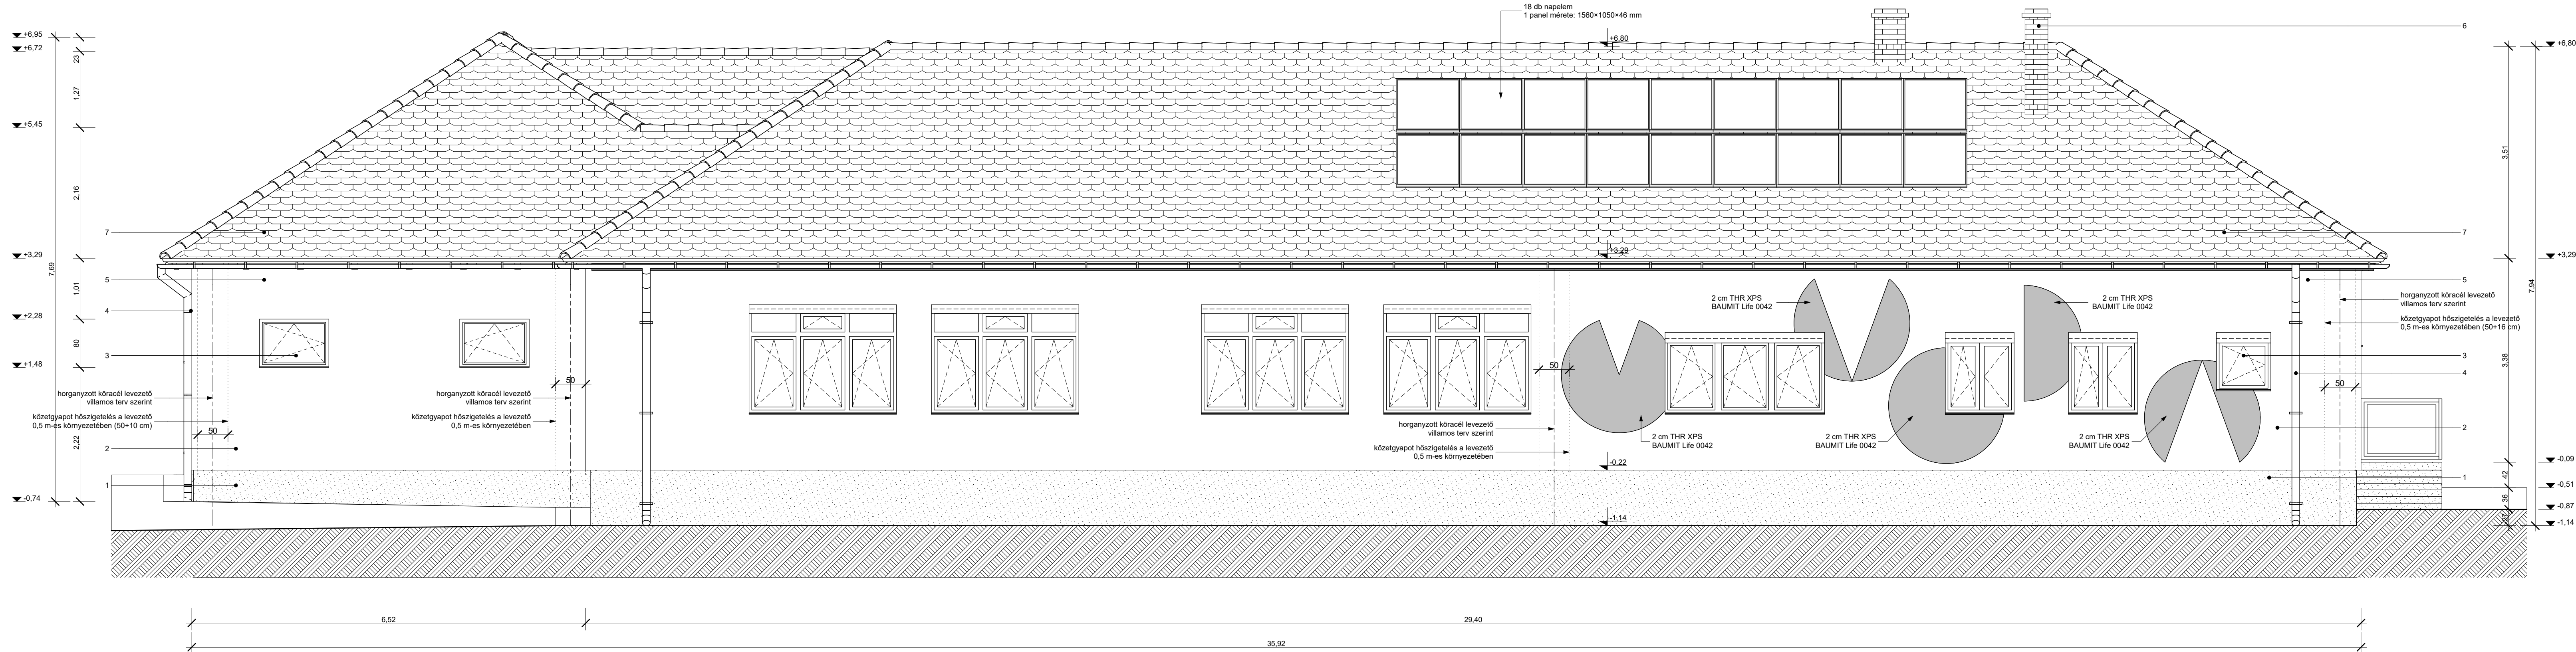 18 db napelem
1 panel mérete: 1560×1050×46 mm
6
+6,95
+6,72
+6,80
+6,80
23
1,27
+5,45
2,16
3,51
7
7
+3,29
+3,29
+3,29
7,69
7,94
5
5
1,01
4
+2,28
80
3
+1,48
2 cm THR XPS
BAUMIT Life 0042
2 cm THR XPS
BAUMIT Life 0042
horganyzott köracél levezető
villamos terv szerint
kőzetgyapot hőszigetelés a levezető
0,5 m-es környezetében (50+16 cm)
3
4
3,38
50
50
50
horganyzott köracél levezető
villamos terv szerint
kőzetgyapot hőszigetelés a levezető
0,5 m-es környezetében (50+10 cm)
50
horganyzott köracél levezető
villamos terv szerint
kőzetgyapot hőszigetelés a levezető
0,5 m-es környezetében
horganyzott köracél levezető
villamos terv szerint
kőzetgyapot hőszigetelés a levezető
0,5 m-es környezetében
2 cm THR XPS
BAUMIT Life 0042
2 cm THR XPS
BAUMIT Life 0042
2 cm THR XPS
BAUMIT Life 0042
2
2
2,22
1
1
-0,22
-0,09
42
-0,51
36
-0,74
-0,87
-1,14
-1,14
6,52
29,40
35,92